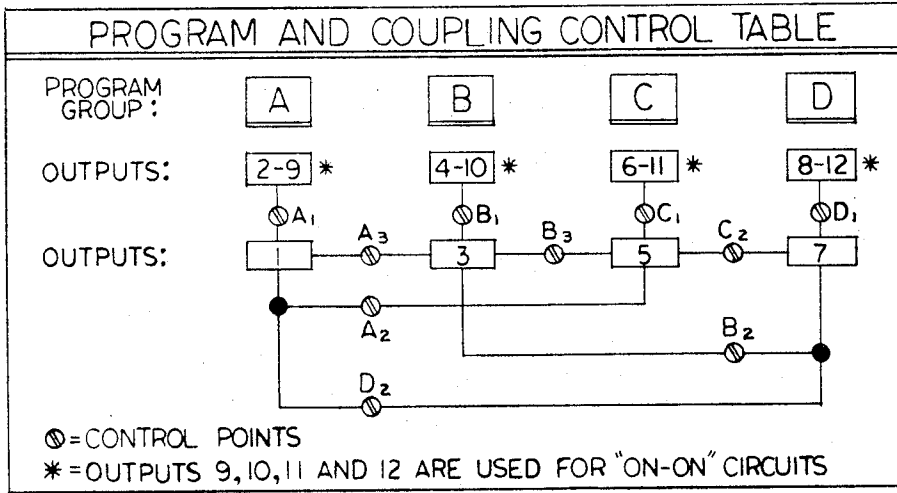 PROGRAM AND COUPLING CONTROL TABLE
PROGRAM GROUP: A B C D
OUTPUTS: 2-9 * 4-10 * 6-11 * 8-12 *
A1 B1 C1 D1
A3 B3 C2
OUTPUTS: 3 5 7
A2
B2
D2
=CONTROL POINTS
* =OUTPUTS 9, 10, 11 AND 12 ARE USED FOR "ON-ON" CIRCUITS